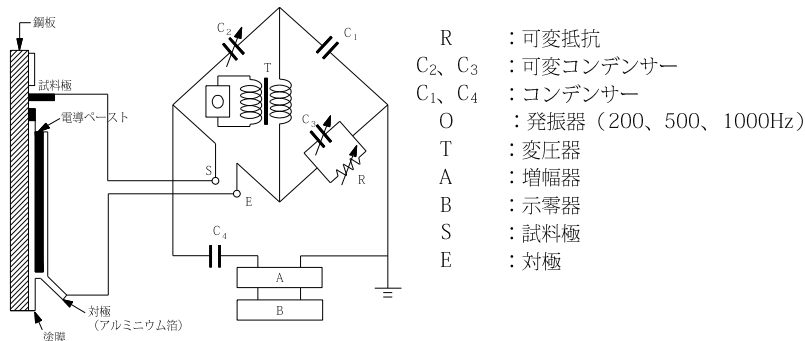 鋼板
試料極
電導ペースト
対極
(アルミニウム箔)
塗膜
C₂
C₁
T
O
C₃
R
S
E
C₄
A
B
R :可変抵抗
C₂、C₃ :可変コンデンサー
C₁、C₄ :コンデンサー
O :発振器(200、500、1000Hz)
T :変圧器
A :増幅器
B :示零器
S :試料極
E :対極